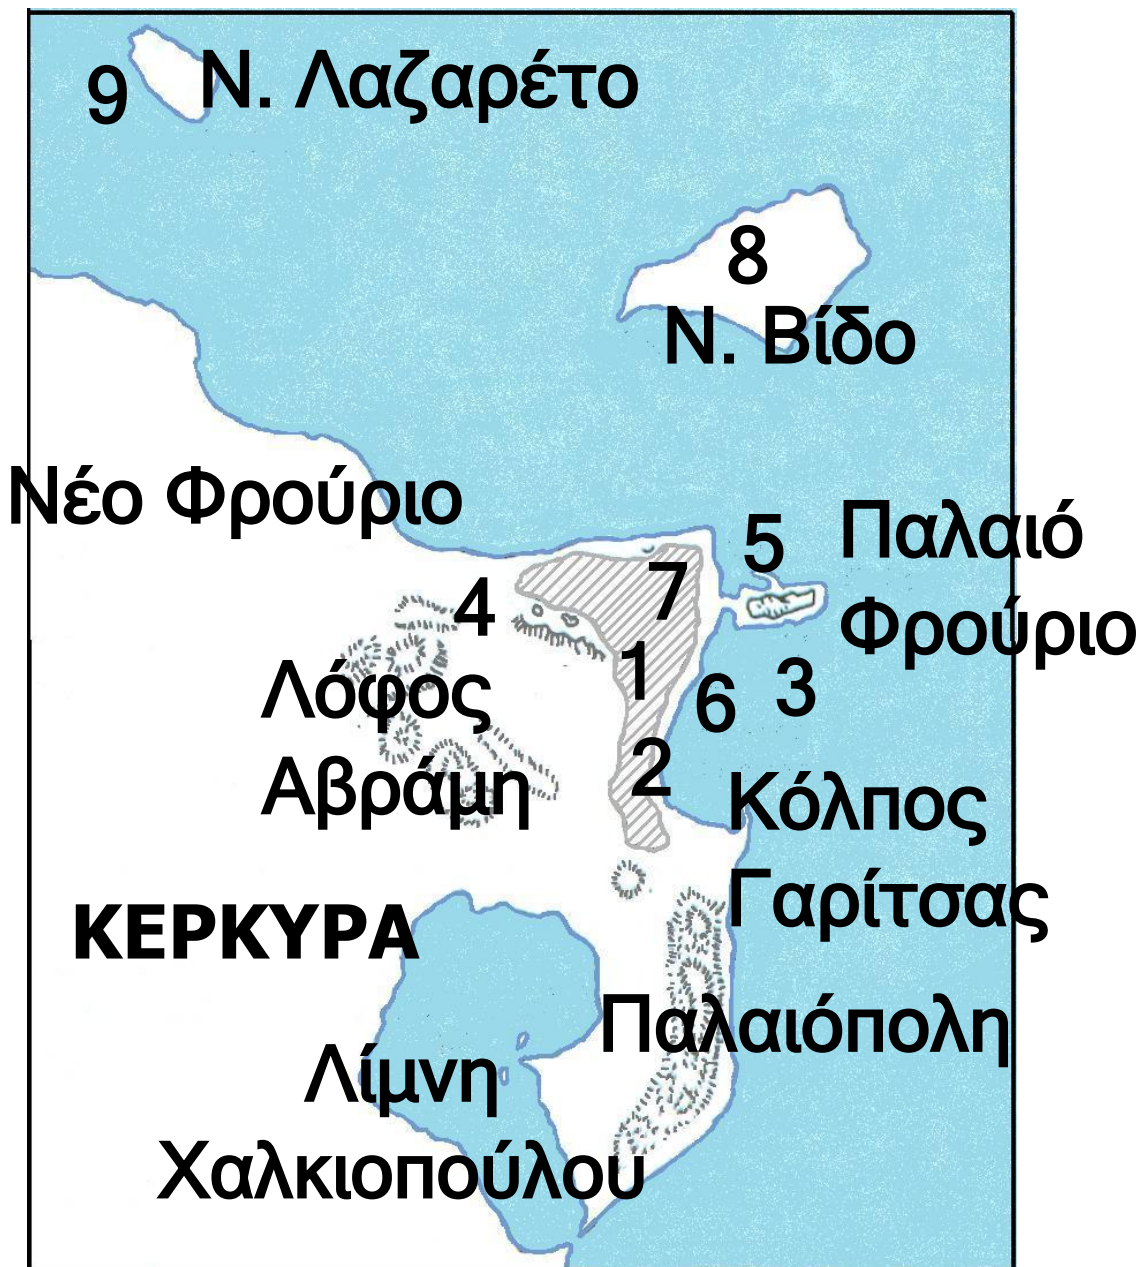 9 Ν. Λαζαρέτο
8
Ν. Βίδο
Νέο Φρούριο
5 Παλαιό
Φρούριο
7
4
1
6 3
Λόφος
Αβράμη
2
Κόλπος
Γαρίτσας
ΚΕΡΚΥΡΑ
Παλαιόπολη
Λίμνη
Χαλκιοπούλου